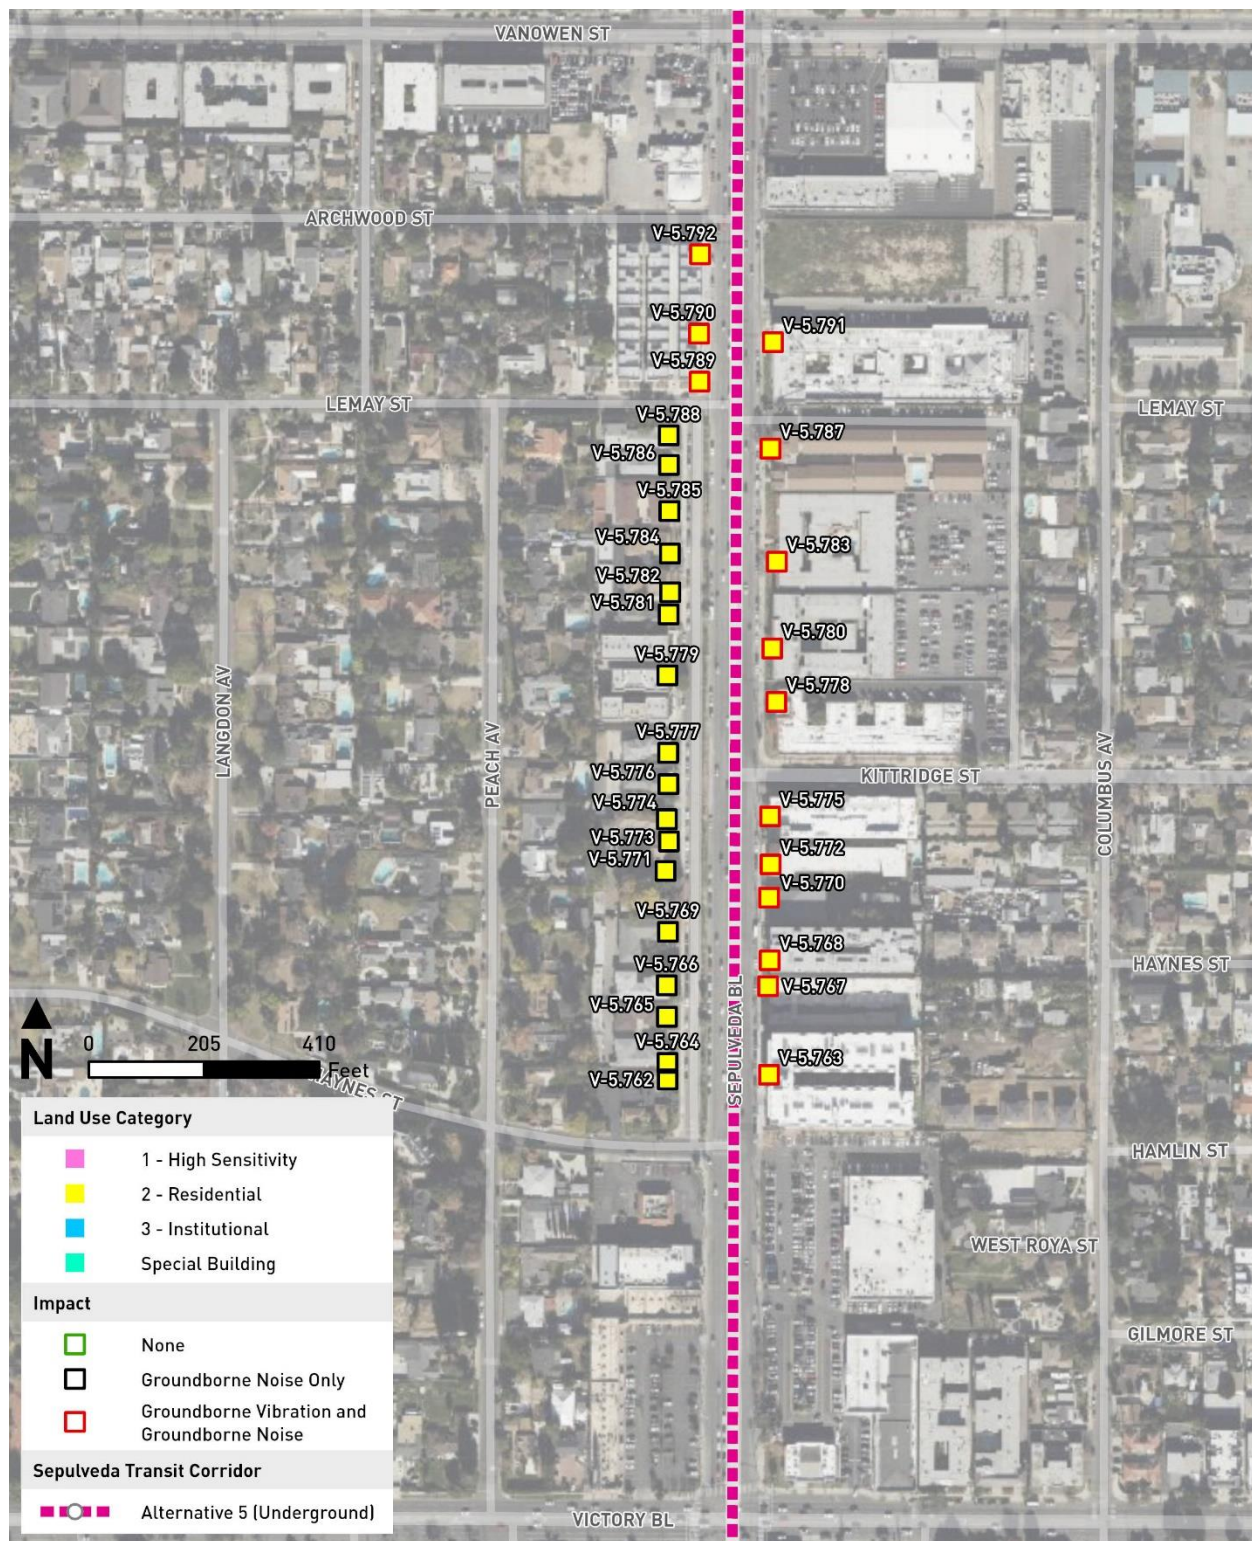 VANOWEN ST
ARCHWOOD ST
V-5.792
V-5.790
V-5.791
V-5.789
LEMAY ST
LEMAY ST
V-5.788
V-5.787
V-5.786
V-5.785
V-5.784
V-5.783
V-5.782
V-5.781
V-5.780
V-5.779
V-5.778
LANGDON AV
PEACH AV
COLUMBUS AV
V-5.777
V-5.776
KITTRIDGE ST
V-5.775
V-5.774
V-5.773
V-5.772
V-5.771
V-5.770
V-5.769
V-5.768
V-5.766
HAYNES ST
V-5.767
V-5.765
SEPULVEDA BL
V-5.764
V-5.763
V-5.762
N
0 205 410
Feet
HAYNES ST
HAMLIN ST
WEST ROYA ST
GILMORE ST
VICTORY BL
Land Use Category
1 - High Sensitivity
2 - Residential
3 - Institutional
Special Building
Impact
None
Groundborne Noise Only
Groundborne Vibration and
Groundborne Noise
Sepulveda Transit Corridor
Alternative 5 (Underground)